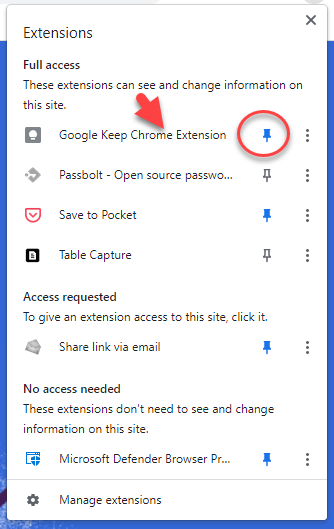 Extensions
Full access
These extensions can see and change information on
this site.
Google Keep Chrome Extension
Passbolt - Open source passwo...
Save to Pocket
Table Capture
Access requested
To give an extension access to this site, click it.
Share link via email
No access needed
These extensions don't need to see and change
information on this site.
Microsoft Defender Browser Pr...
Manage extensions